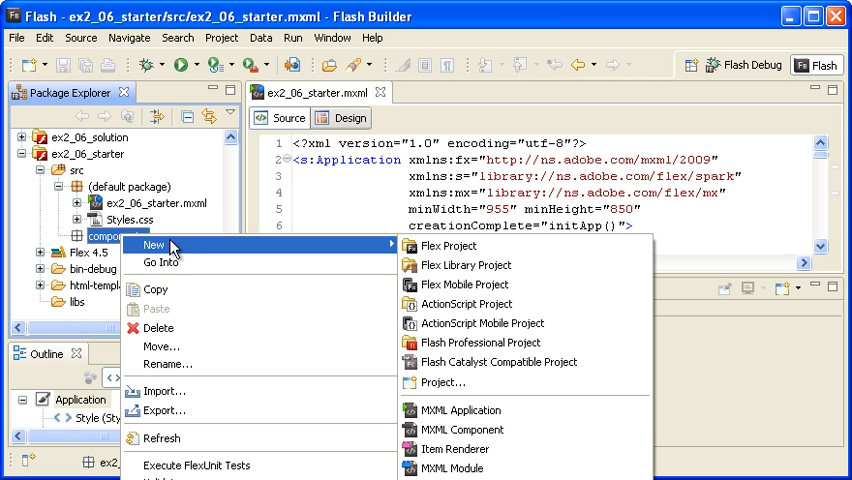 Flash - ex2_06_starter/src/ex2_06_starter.mxml - Flash Builder
File Edit Source Navigate Search Project Data Run Window Help
Flash Debug
Flash
Package Explorer
ex2_06_starter.mxml
Source
Design
ex2_06_solution
ex2_06_starter
src
(default package)
ex2_06_starter.mxml
Styles.css
Flex 4.5
bin-debug
libs
1 <?xml version="1.0" encoding="utf-8"?>
2 <s:Application xmlns:fx="http://ns.adobe.com/mxml/2009"
3 xmlns:s="library://ns.adobe.com/flex/spark"
4 xmlns:mx="library://ns.adobe.com/flex/mx"
5 minWidth="955" minHeight="850"
6 creationComplete="initApp()">
New
Go Into
Copy
Paste
Delete
Move...
Rename...
Import...
Export...
Refresh
Execute FlexUnit Tests
Flex Project
Flex Library Project
Flex Mobile Project
ActionScript Project
ActionScript Mobile Project
Flash Professional Project
Flash Catalyst Compatible Project
Project...
MXML Application
MXML Component
Item Renderer
MXML Module
Outline
Application
Style (Sty